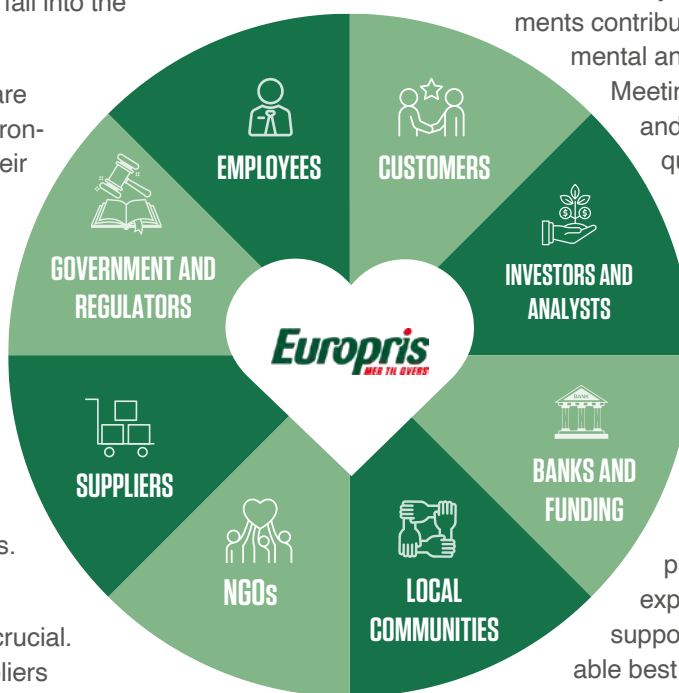 fall into the
are
ron-
eir
s.
crucial.
liers
ments contribu
mental an
Meetin
and
qu
EMPLOYEES
CUSTOMERS
GOVERNMENT AND
REGULATORS
INVESTORS AND
ANALYSTS
Europris
MER TIL OVERS
SUPPLIERS
BANK
BANKS AND
FUNDING
NGOs
LOCAL
COMMUNITIES
p
exp
suppo
able best